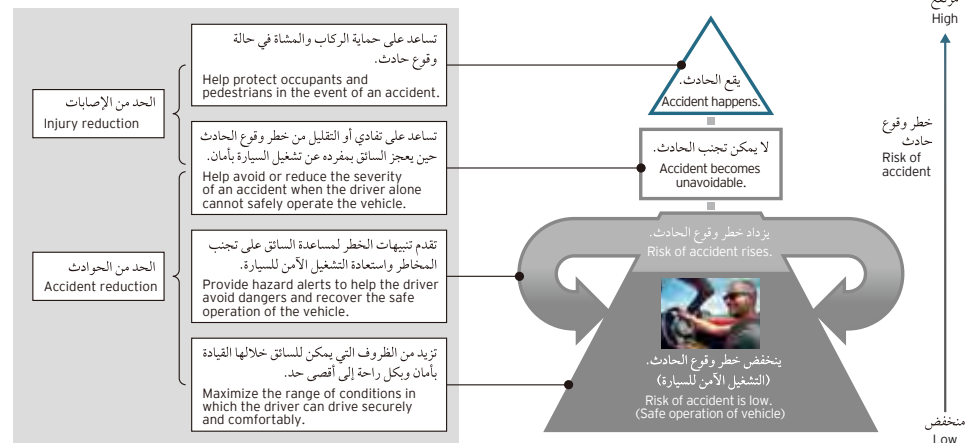 الحد من الإصابات
Injury reduction
الحد من الحوادث
Accident reduction
تساعد على حماية الركاب والمشاة في حالة
وقوع حادث.
Help protect occupants and
pedestrians in the event of an accident.
تساعد على تفادي أو التقليل من خطر وقوع الحادث
حين يعجز السائق بمفرده عن تشغيل السيارة بأمان.
Help avoid or reduce the severity
of an accident when the driver alone
cannot safely operate the vehicle.
تقدم تنبيهات الخطر لمساعدة السائق على تجنب
المخاطر واستعادة التشغيل الآمن للسيارة.
Provide hazard alerts to help the driver
avoid dangers and recover the safe
operation of the vehicle.
تزيد من الظروف التي يمكن للسائق خلالها القيادة
بأمان وبكل راحة إلى أقصى حد.
Maximize the range of conditions in
which the driver can drive securely
and comfortably.
يقع الحادث.
Accident happens.
لا يمكن تجنب الحادث.
Accident becomes
unavoidable.
يزداد خطر وقوع الحادث.
Risk of accident rises.
ينخفض خطر وقوع الحادث.
(التشغيل الآمن للسيارة)
Risk of accident is low.
(Safe operation of vehicle)
مرتفع
High
خطر وقوع
حادث
Risk of
accident
منخفض
Low